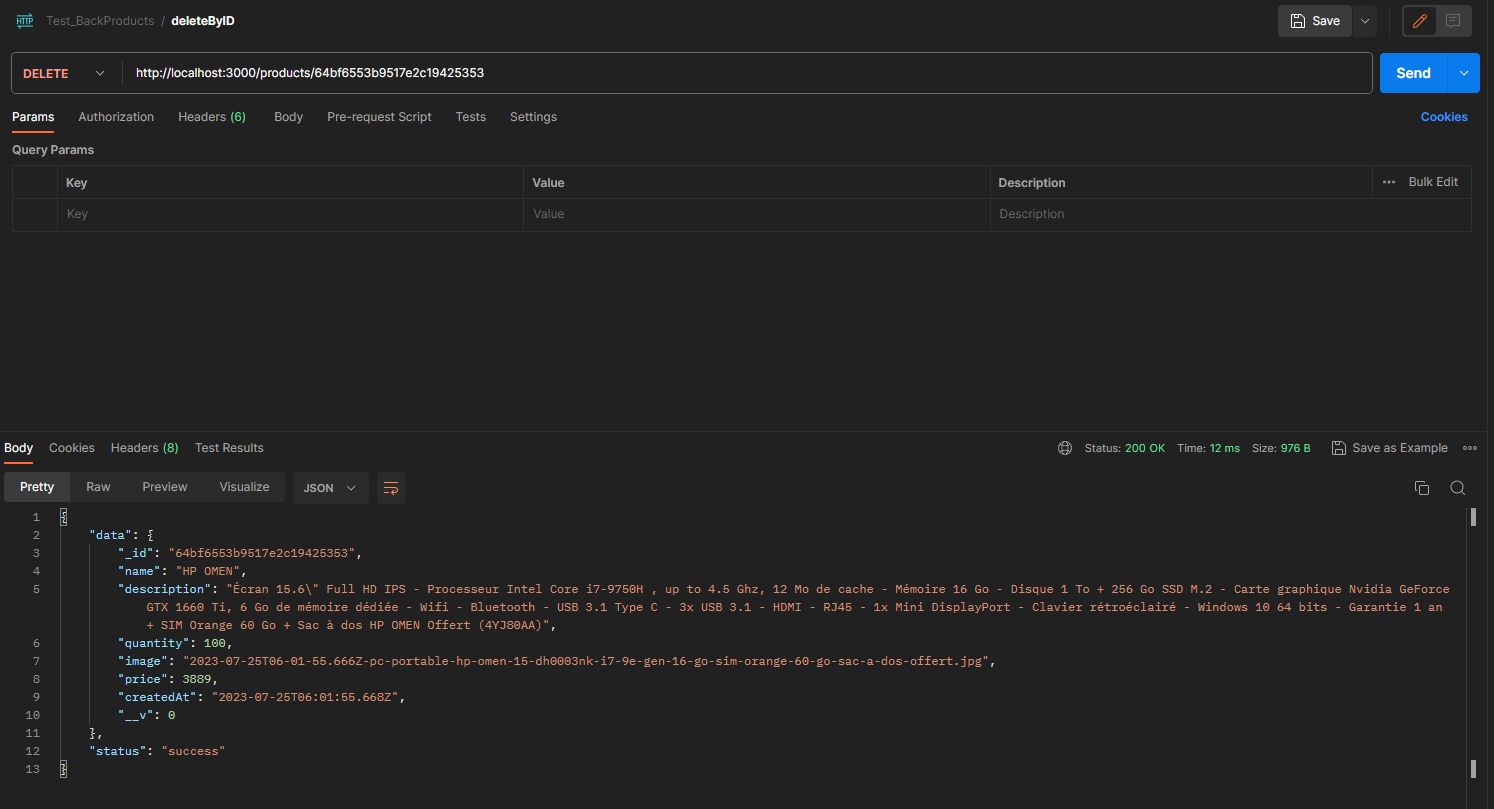 HTTP Test_BackProducts / deleteByID
Save
DELETE http://localhost:3000/products/64bf6553b9517e2c19425353 Send
Params Authorization Headers (6) Body Pre-request Script Tests Settings Cookies
Query Params
Key Value Description ••• Bulk Edit
Key Value Description
Body Cookies Headers (8) Test Results Status: 200 OK Time: 12 ms Size: 976 B Save as Example
Pretty Raw Preview Visualize JSON
1 {
2 "data": {
3 "_id": "64bf6553b9517e2c19425353",
4 "name": "HP OMEN",
5 "description": "Écran 15.6\" Full HD IPS - Processeur Intel Core i7-9750H , up to 4.5 Ghz, 12 Mo de cache - Mémoire 16 Go - Disque 1 To + 256 Go SSD M.2 - Carte graphique Nvidia GeForce
GTX 1660 Ti, 6 Go de mémoire dédiée - Wifi - Bluetooth - USB 3.1 Type C - 3x USB 3.1 - HDMI - RJ45 - 1x Mini DisplayPort - Clavier rétroéclairé - Windows 10 64 bits - Garantie 1 an
+ SIM Orange 60 Go + Sac à dos HP OMEN Offert (4YJ80AA)",
6 "quantity": 100,
7 "image": "2023-07-25T06-01-55.666Z-pc-portable-hp-omen-15-dh0003nk-i7-9e-gen-16-go-sim-orange-60-go-sac-a-dos-offert.jpg",
8 "price": 3889,
9 "createdAt": "2023-07-25T06:01:55.668Z",
10 "__v": 0
11 },
12 "status": "success"
13 }